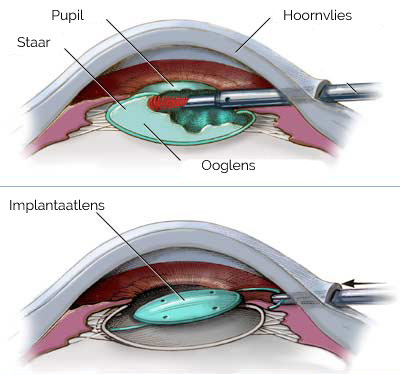 Pupil
Hoornvlies
Staar
Ooglens
Implantaatlens